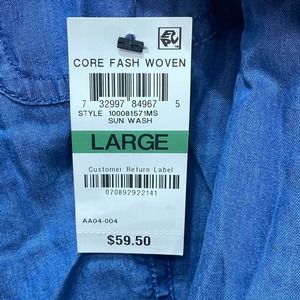 CORE FASH WOVEN
7 32997 84967 5
STYLE 100081571MS
SUN WASH
LARGE
Customer Return Label
070892922141
AA04-004
$59.50